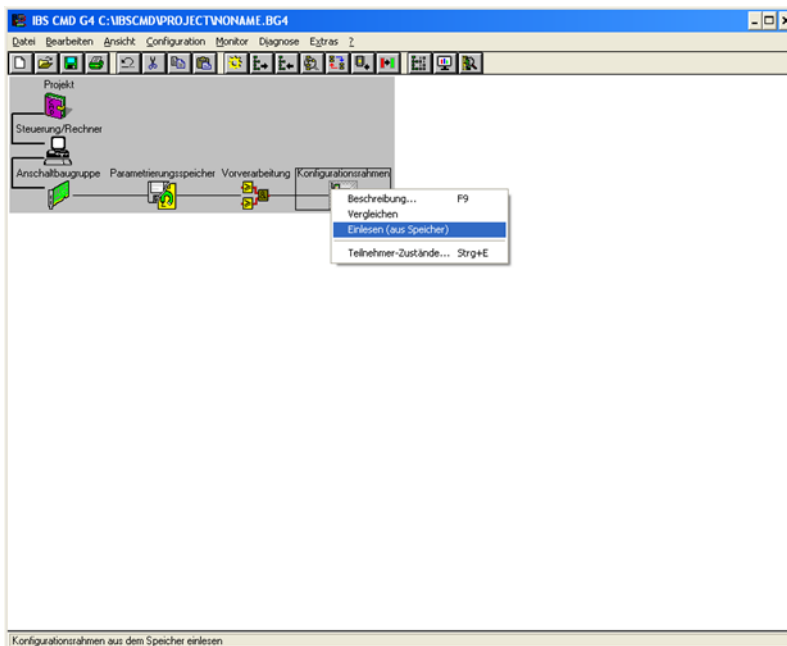 IBS CMD G4 C:\IBSCMD\PROJECT\NONAME.BG4
Datei Bearbeiten Ansicht Configuration Monitor Diagnose Extras ?
Projekt
Steuerung/Rechner
Anschaltbaugruppe Parametrierungsspeicher Vorverarbeitung Konfigurationsrahmen
Beschreibung... F9
Vergleichen
Einlesen (aus Speicher)
Teilnehmer-Zustände... Strg+E
Konfigurationsrahmen aus dem Speicher einlesen